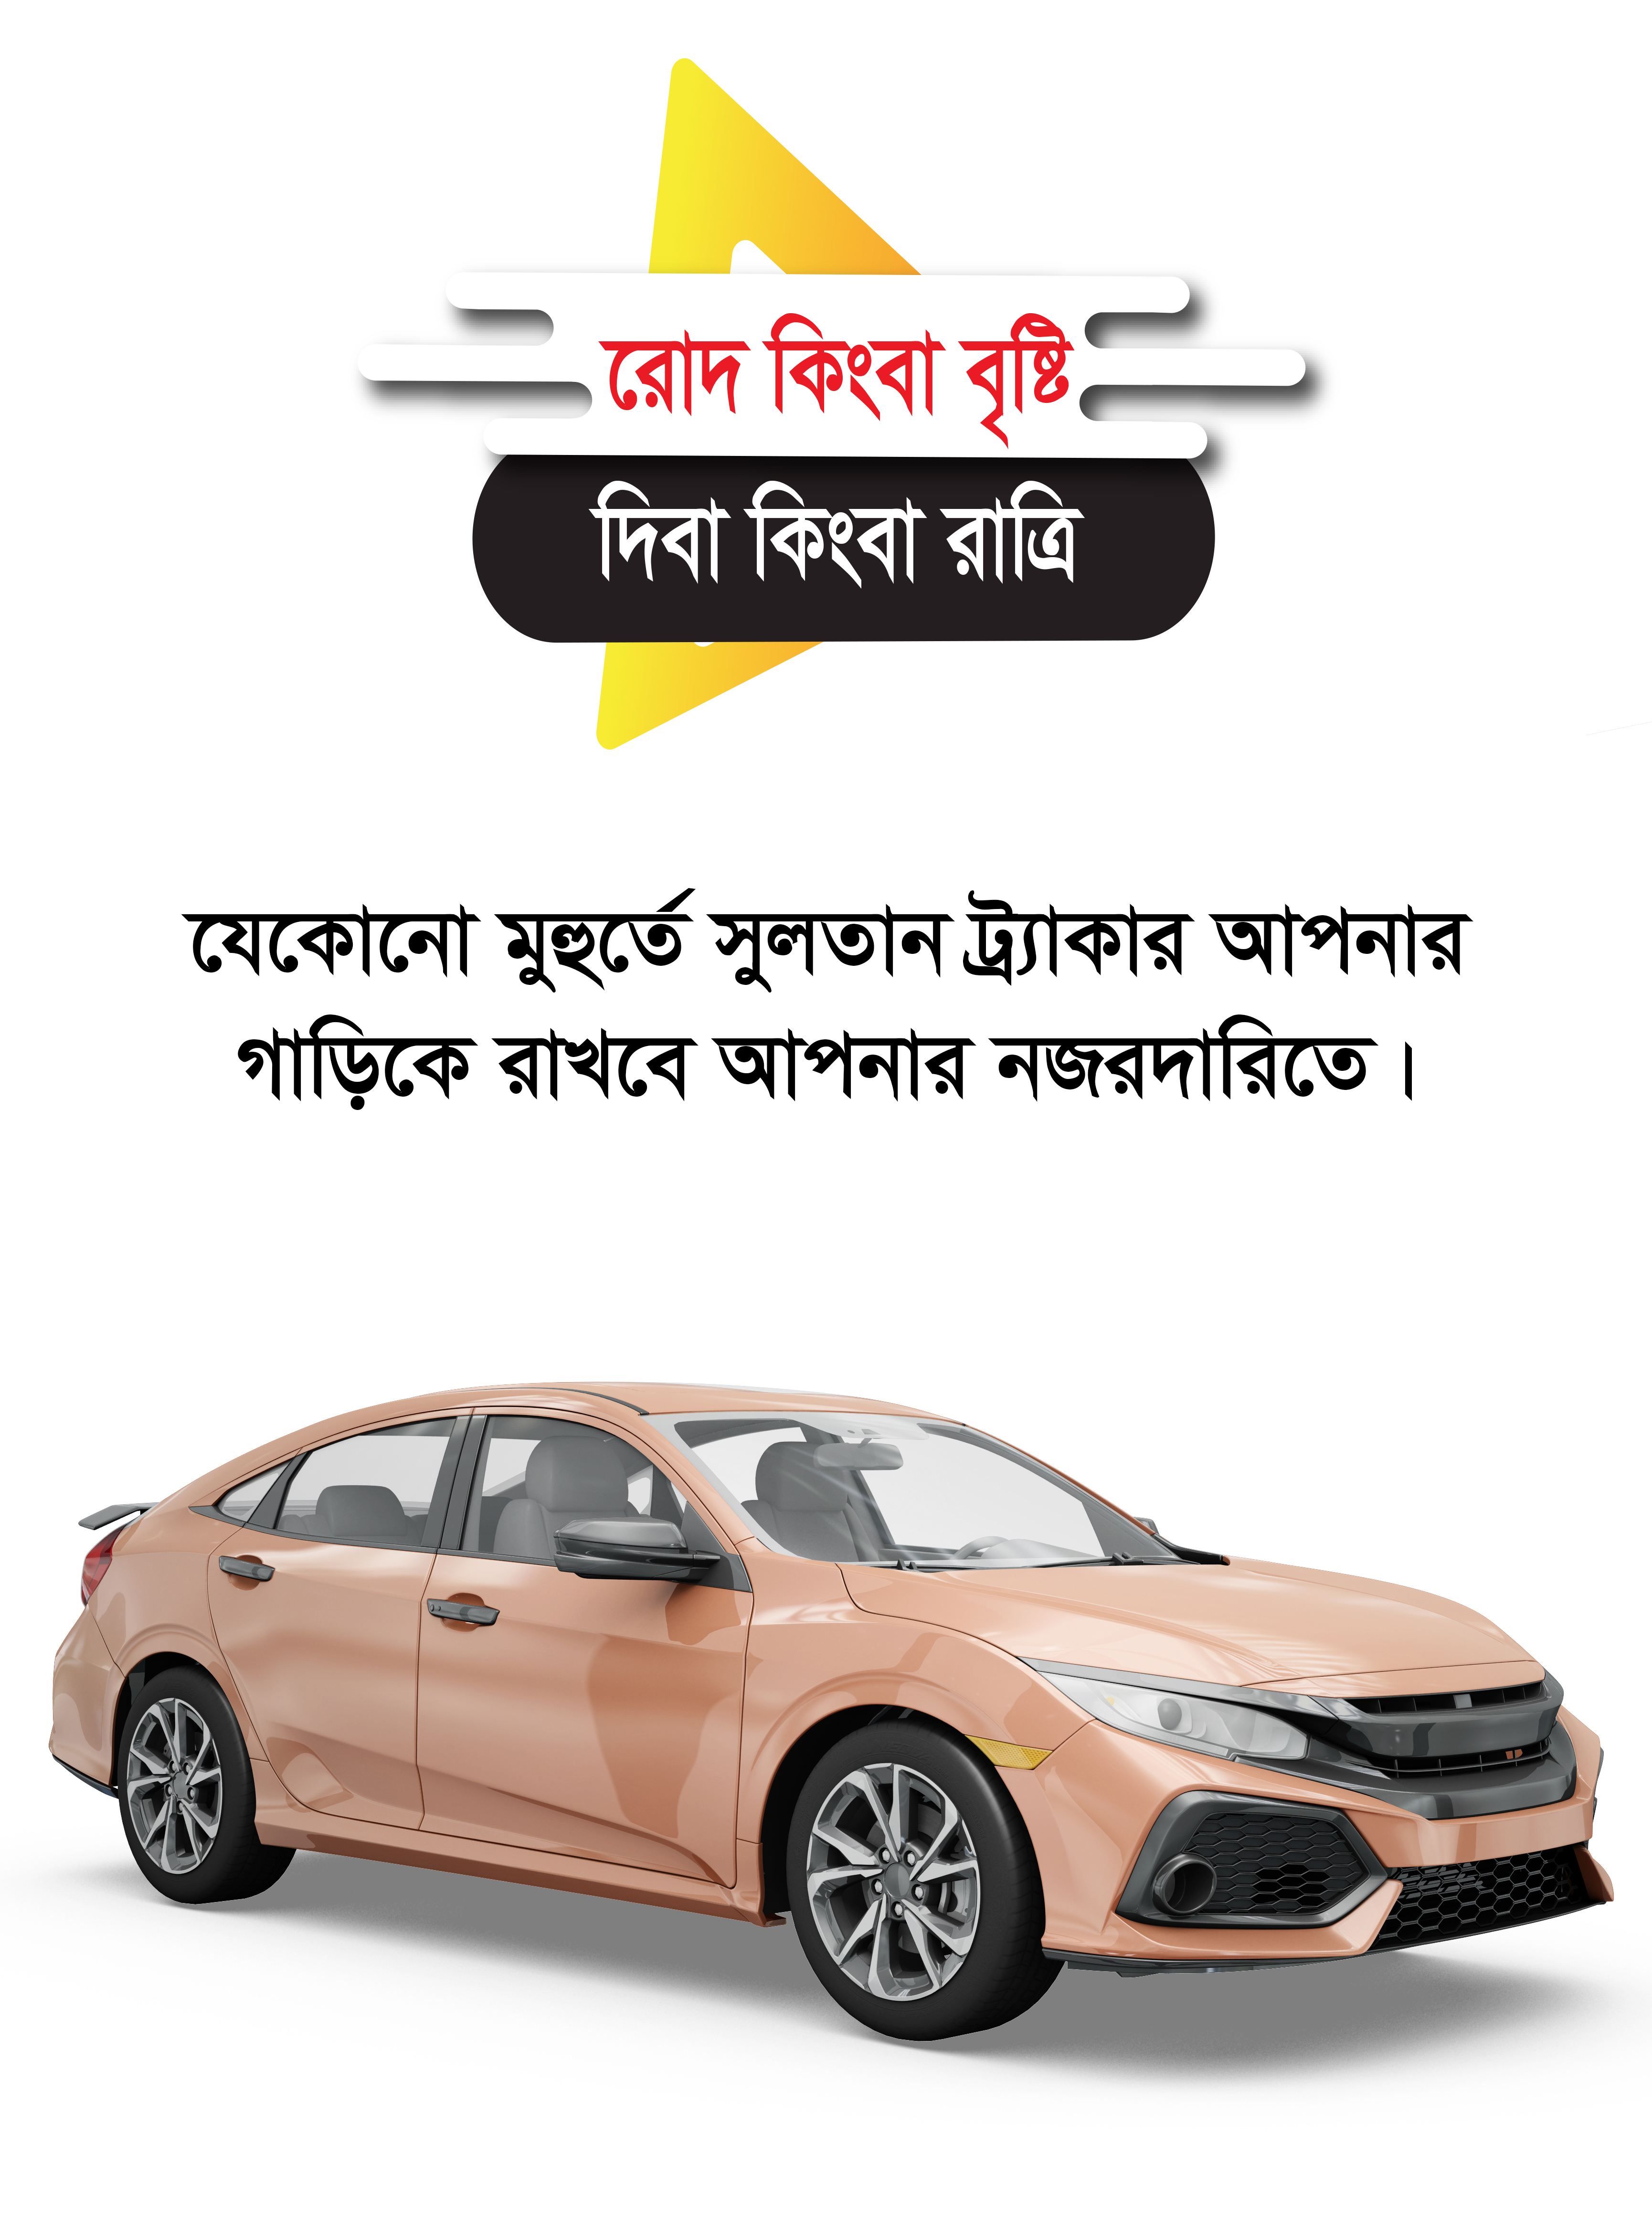 রোদ কিংবা বৃষ্টি
দিবা কিংবা রাত্রি
যেকোনো মুহুর্তে সুলতান ট্র্যাকার আপনার
গাড়িকে রাখবে আপনার নজরদারিতে।